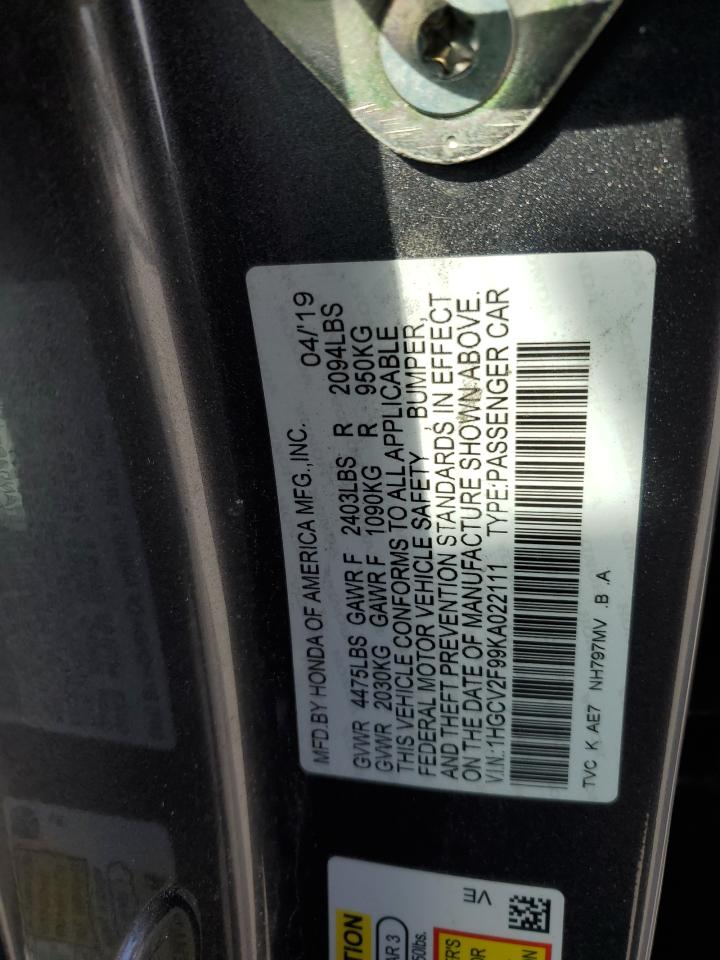 MFD.BY HONDA OF AMERICA MFG.,INC. 04/'19
GVWR 4475LBS GAWR F 2403LBS R 2094LBS
GVWR 2030KG GAWR F 1090KG R 950KG
THIS VEHICLE CONFORMS TO ALL APPLICABLE
FEDERAL MOTOR VEHICLE SAFETY, BUMPER,
AND THEFT PREVENTION STANDARDS IN EFFECT
ON THE DATE OF MANUFACTURE SHOWN ABOVE.
VIN:1HGCV2F99KA022111 TYPE:PASSENGER CAR
TVC K AE7 NH797MV .B .A
VE